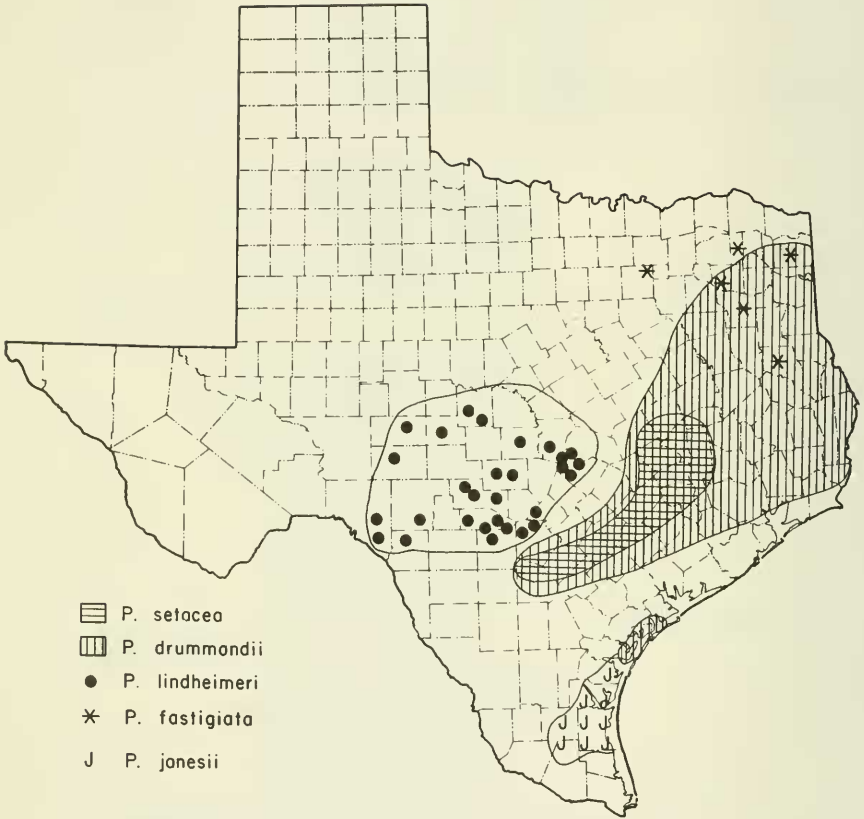 P. setacea
P. drummondii
P. lindheimeri
P. fastigiata
J P. jonesii
J
J J
J J J
J J J